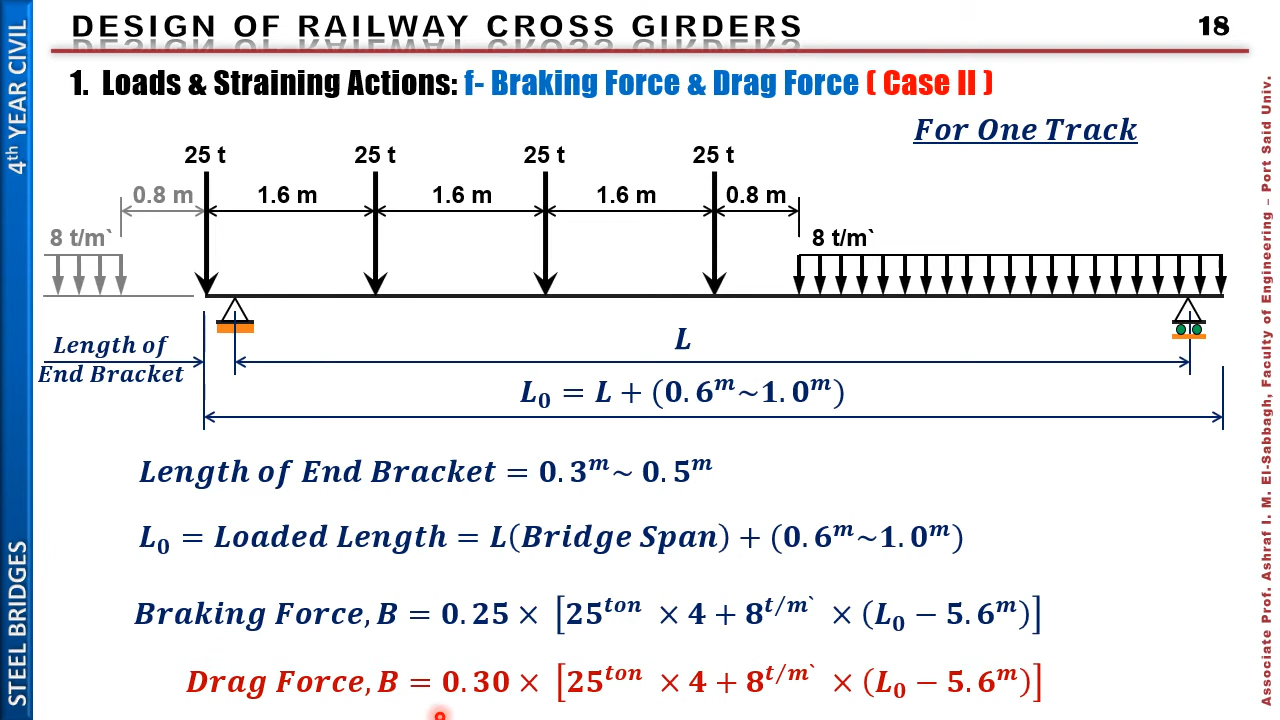 DESIGN OF RAILWAY CROSS GIRDERS
18
1. Loads & Straining Actions: f- Braking Force & Drag Force ( Case II )
For One Track
25 t 25 t 25 t 25 t
0.8 m 1.6 m 1.6 m 1.6 m 0.8 m
8 t/m` 8 t/m`
Length of
End Bracket
L
L₀ = L + (0.6ᵐ~1.0ᵐ)
Length of End Bracket = 0.3ᵐ~ 0.5ᵐ
L₀ = Loaded Length = L(Bridge Span) + (0.6ᵐ~1.0ᵐ)
Braking Force, B = 0.25 × [25ᵗᵒⁿ × 4 + 8ᵗ/ᵐ` × (L₀ − 5.6ᵐ)]
Drag Force, B = 0.30 × [25ᵗᵒⁿ × 4 + 8ᵗ/ᵐ` × (L₀ − 5.6ᵐ)]
4th YEAR CIVIL
STEEL BRIDGES
Associate Prof. Ashraf I. M. El-Sabbagh, Faculty of Engineering – Port Said Univ.